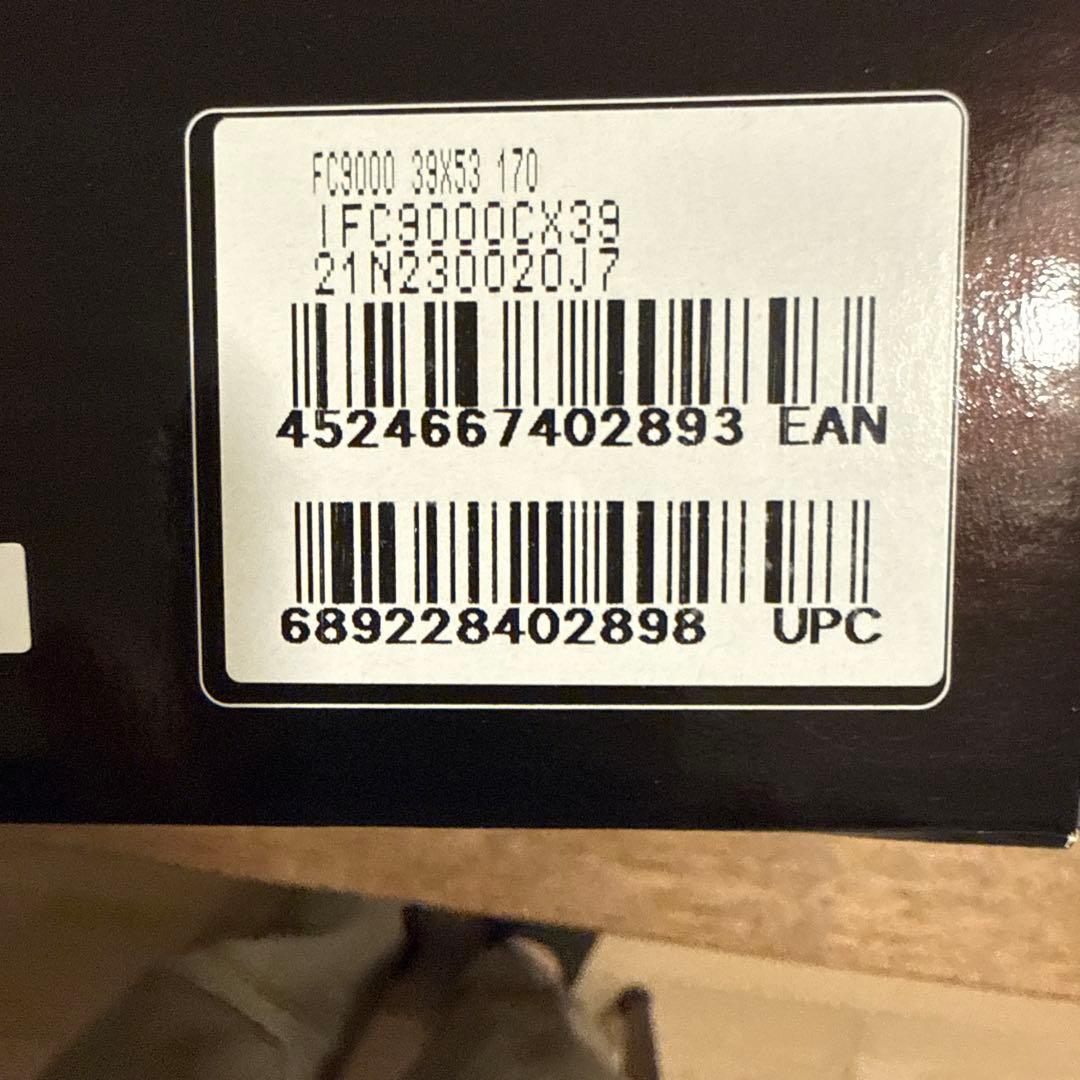 FC9000 39X53 170
IFC9000CX39
21N230020J7
4524667402893 EAN
689228402898 UPC